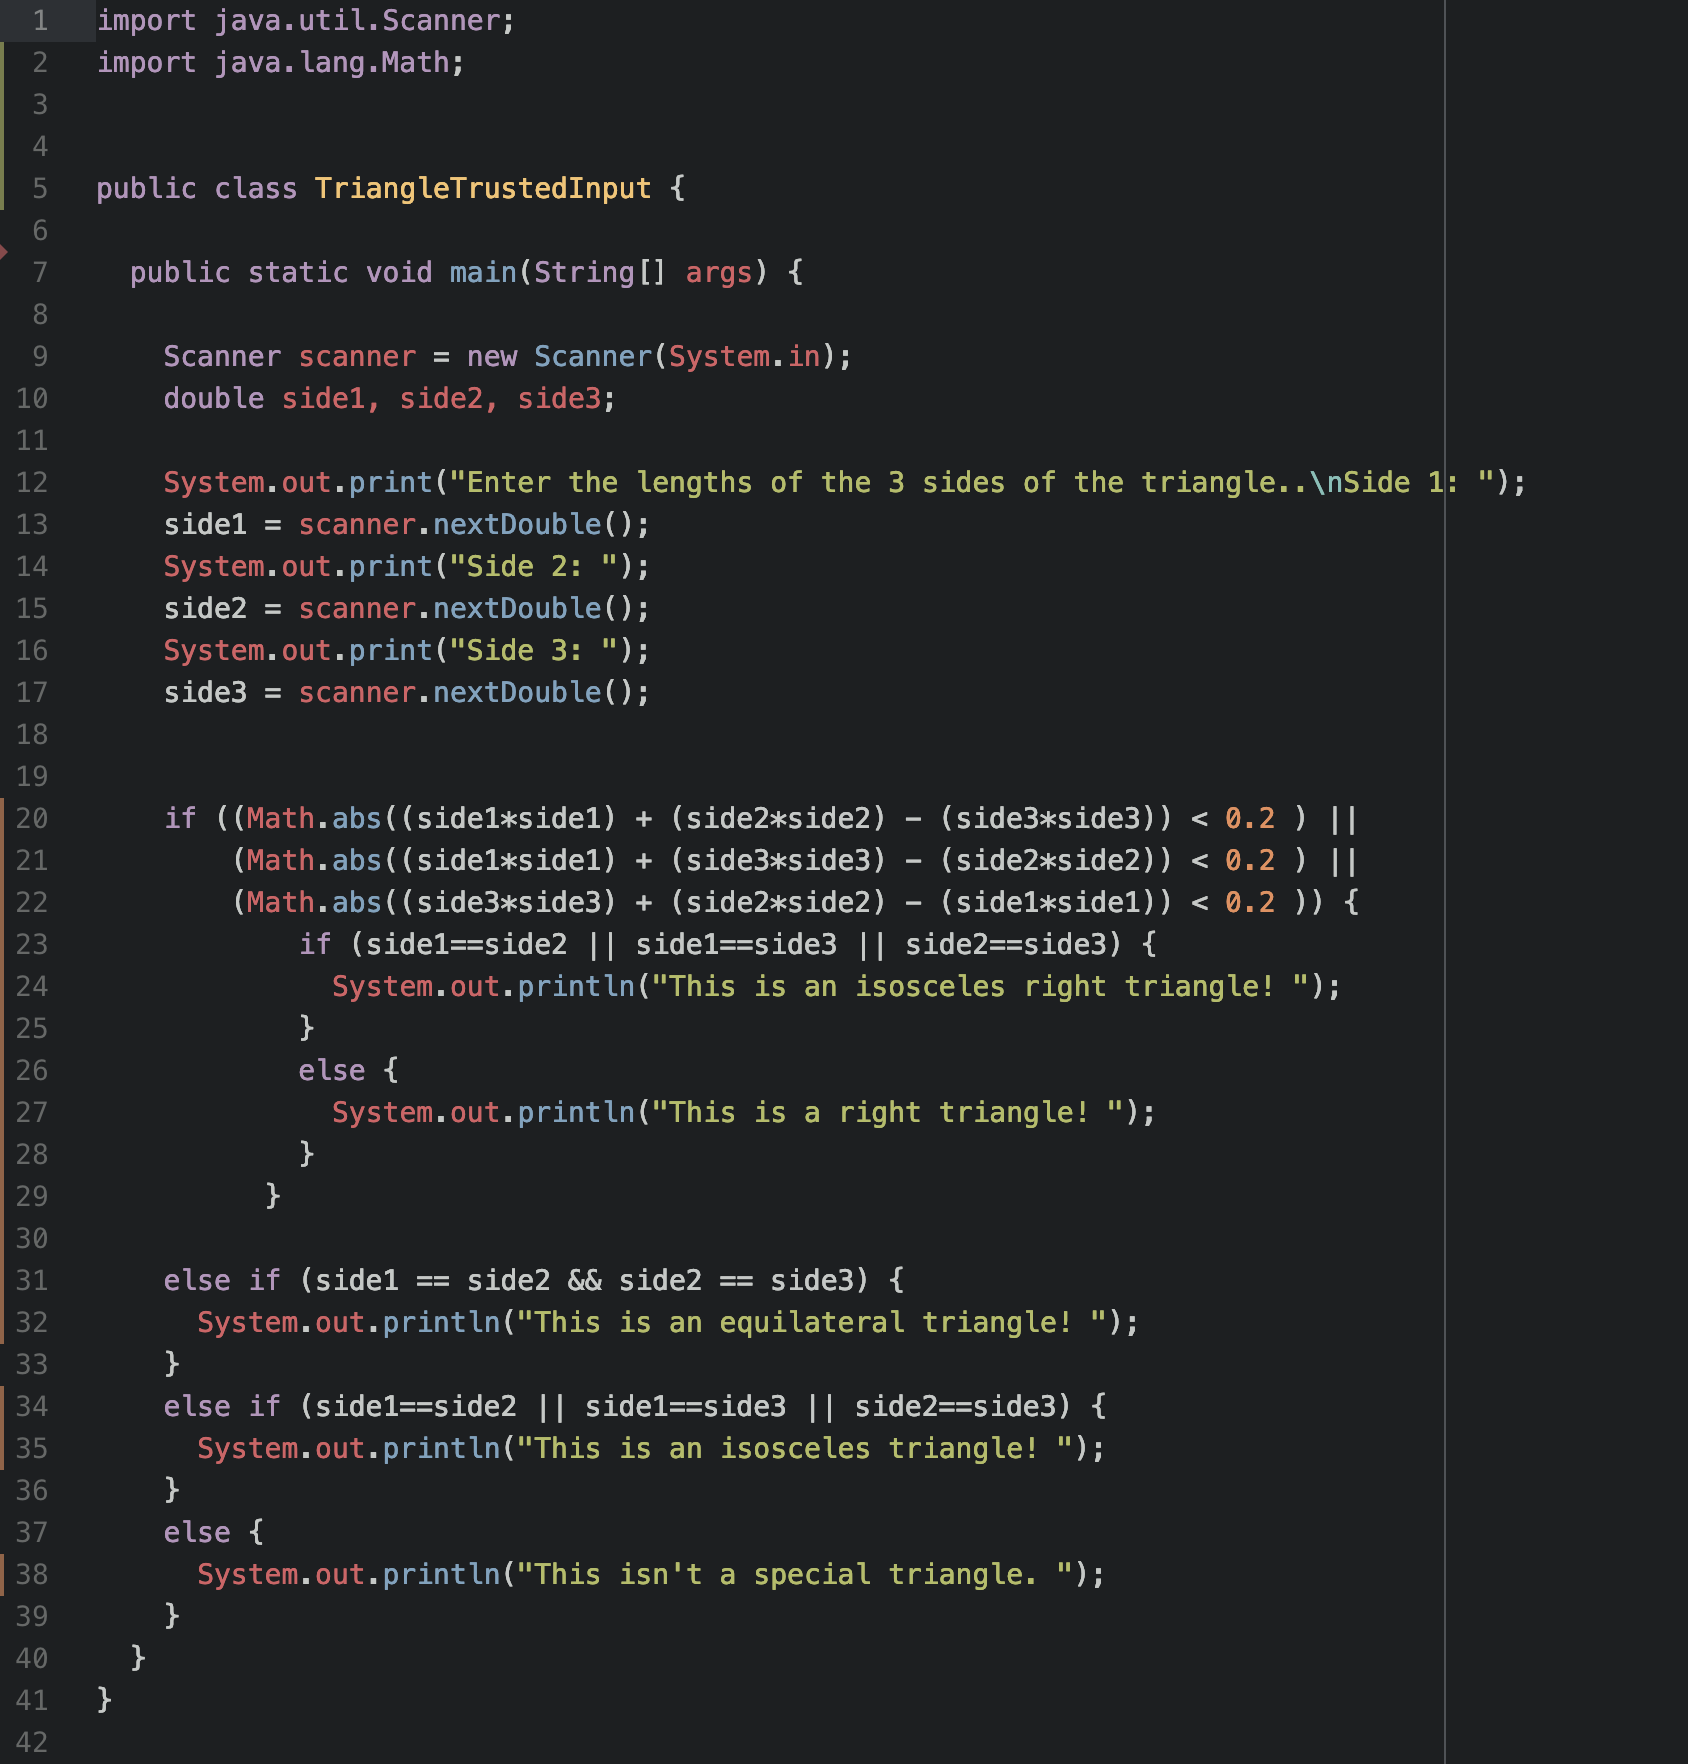 1 import java.util.Scanner;
2 import java.lang.Math;
3
4
5 public class TriangleTrustedInput {
6
7   public static void main(String[] args) {
8
9     Scanner scanner = new Scanner(System.in);
10     double side1, side2, side3;
11
12     System.out.print("Enter the lengths of the 3 sides of the triangle..\nSide 1: ");
13     side1 = scanner.nextDouble();
14     System.out.print("Side 2: ");
15     side2 = scanner.nextDouble();
16     System.out.print("Side 3: ");
17     side3 = scanner.nextDouble();
18
19
20     if ((Math.abs((side1*side1) + (side2*side2) - (side3*side3)) < 0.2 ) ||
21         (Math.abs((side1*side1) + (side3*side3) - (side2*side2)) < 0.2 ) ||
22         (Math.abs((side3*side3) + (side2*side2) - (side1*side1)) < 0.2 )) {
23             if (side1==side2 || side1==side3 || side2==side3) {
24               System.out.println("This is an isosceles right triangle! ");
25             }
26             else {
27               System.out.println("This is a right triangle! ");
28             }
29           }
30
31     else if (side1 == side2 && side2 == side3) {
32       System.out.println("This is an equilateral triangle! ");
33     }
34     else if (side1==side2 || side1==side3 || side2==side3) {
35       System.out.println("This is an isosceles triangle! ");
36     }
37     else {
38       System.out.println("This isn't a special triangle. ");
39     }
40   }
41 }
42